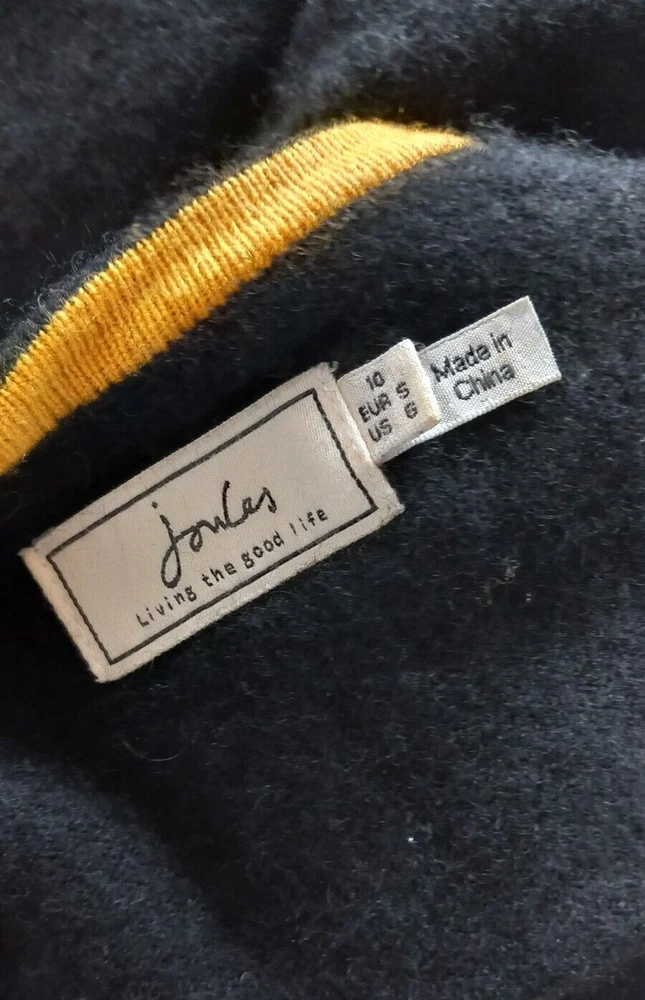 joules
Living the good life
10
EUR S
US 6
Made in
China